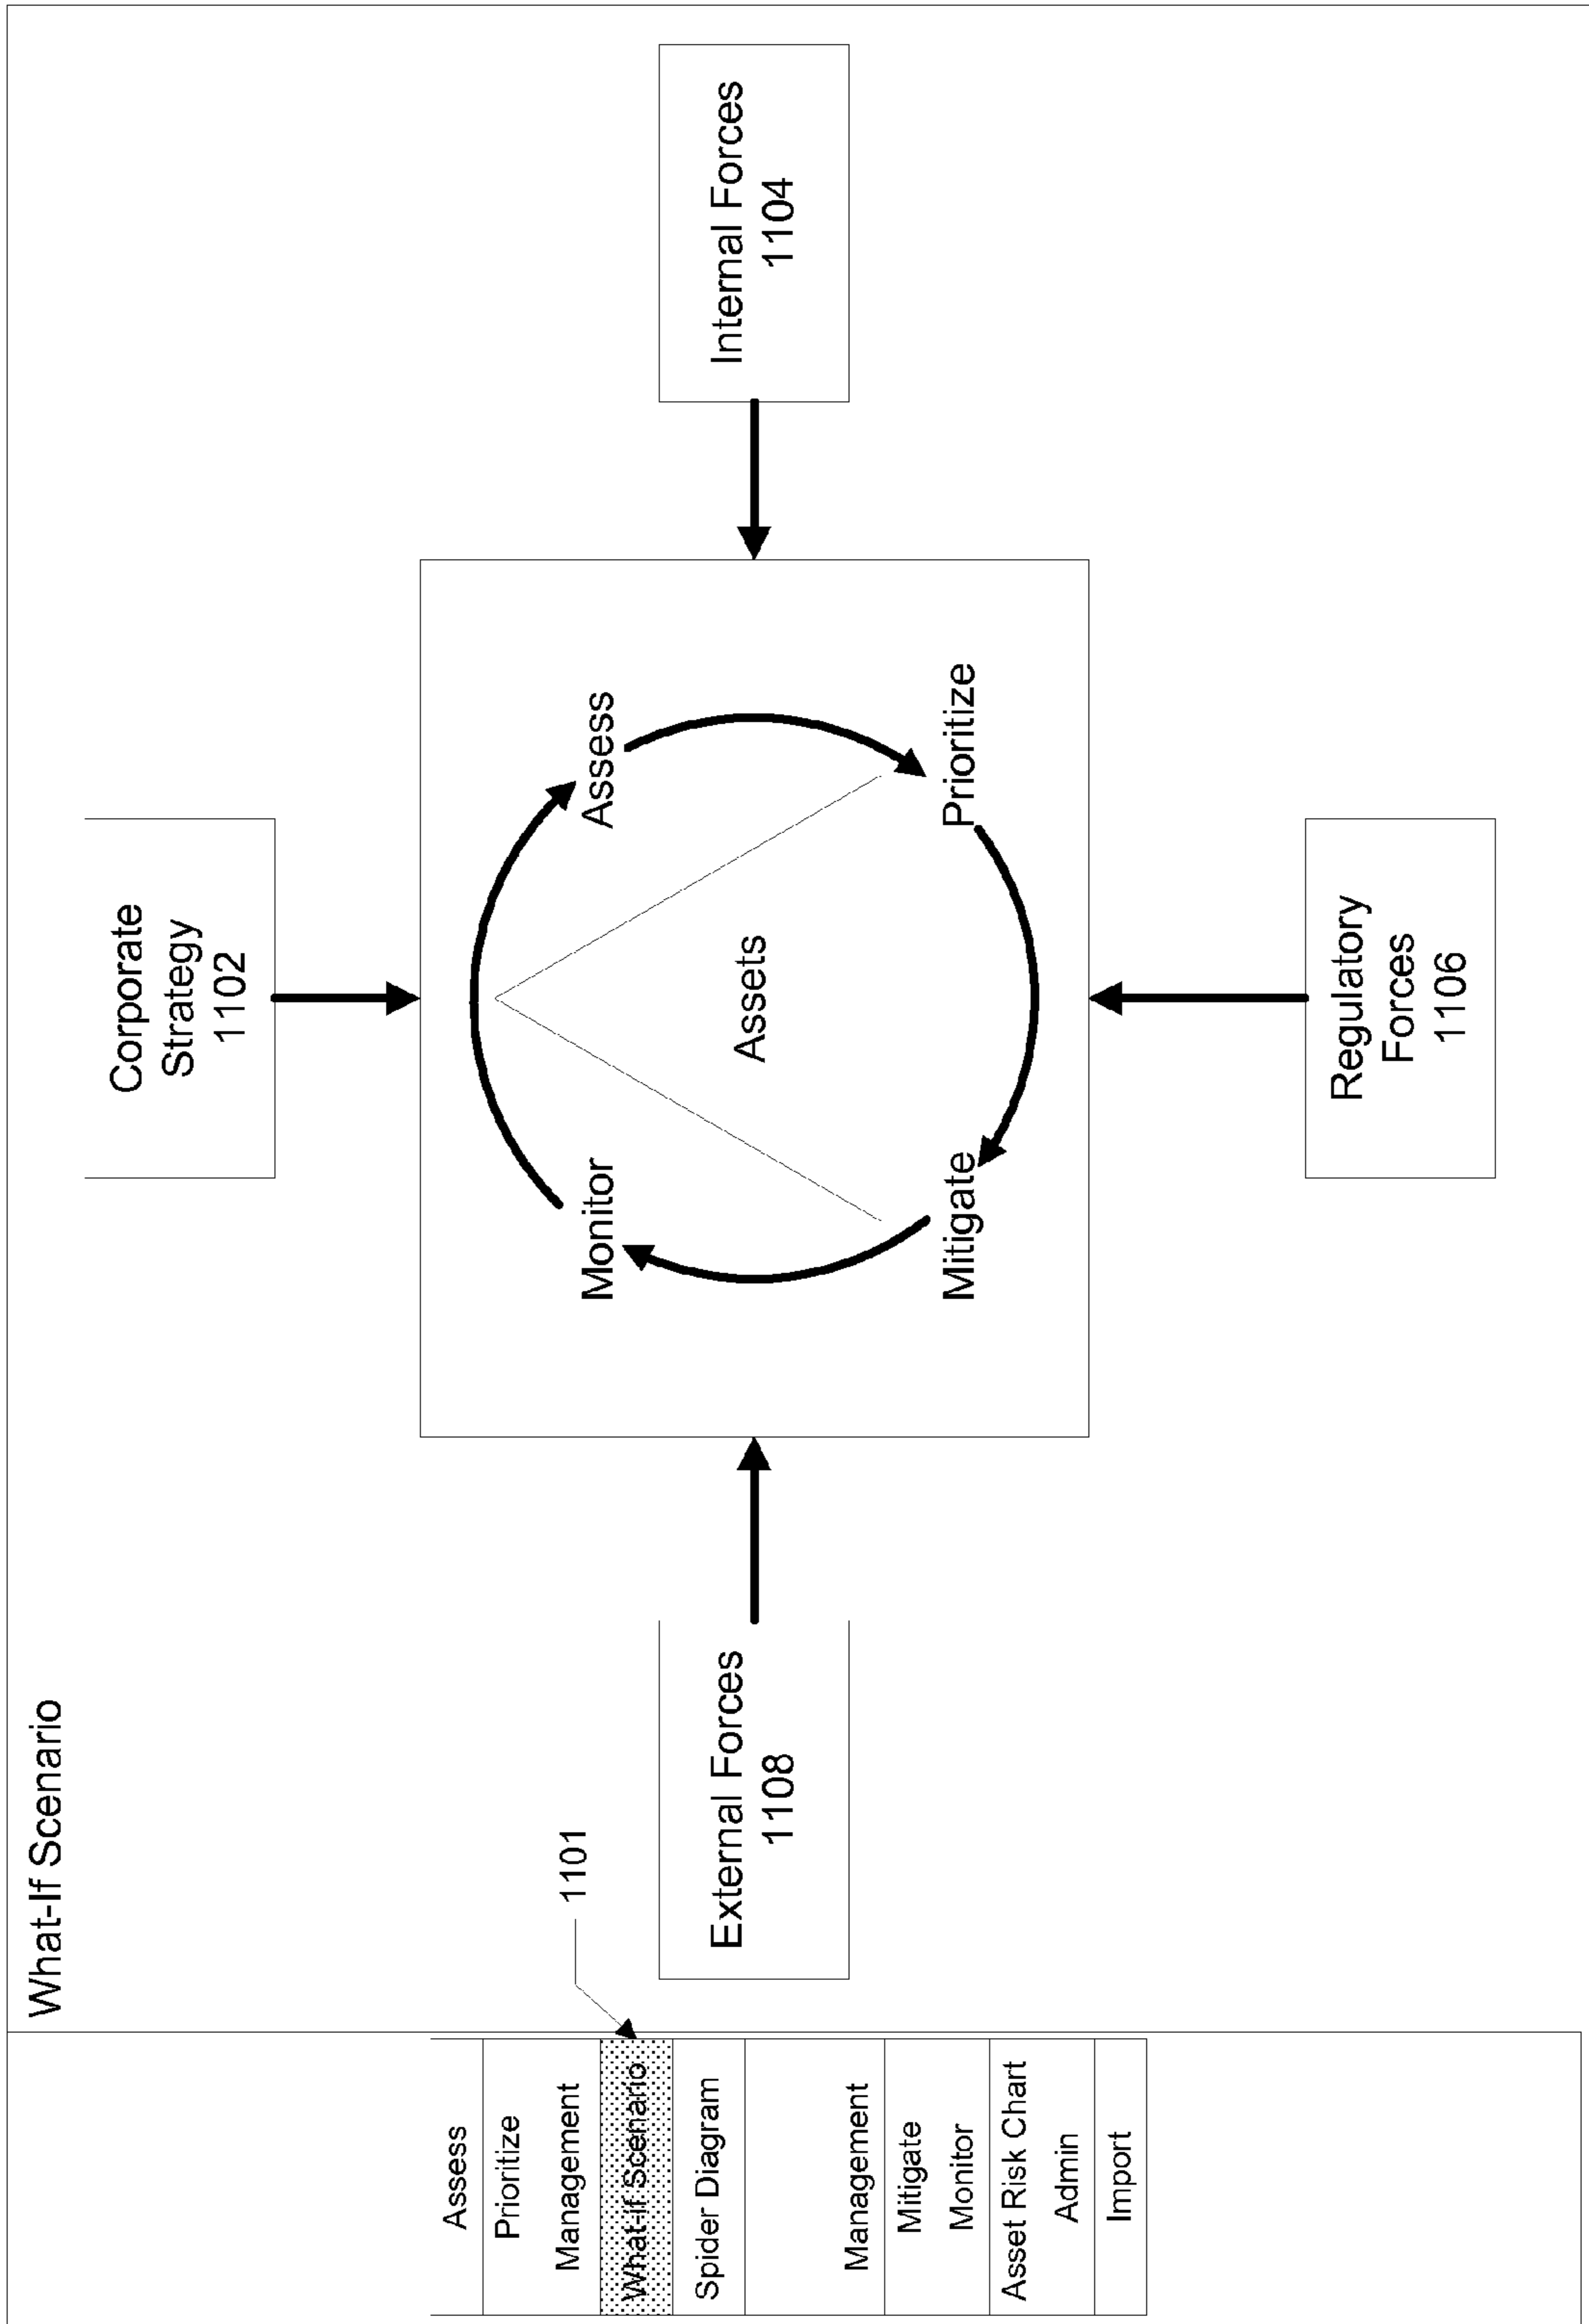 What-If Scenario
Assess
Prioritize
Management
What-If Scenario
Spider Diagram
Management
Mitigate
Monitor
Asset Risk Chart
Admin
Import
1101
Corporate
Strategy
1102
External Forces
1108
Monitor
Assess
Assets
Mitigate
Prioritize
Internal Forces
1104
Regulatory
Forces
1106